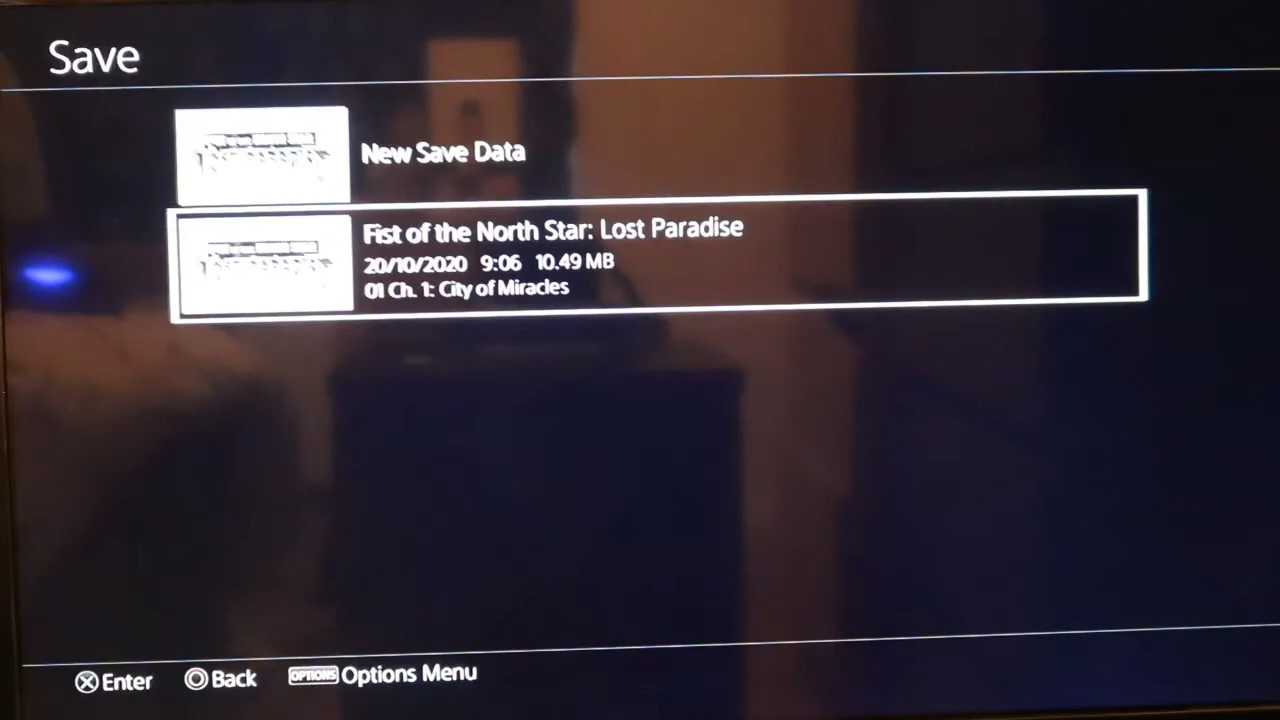 Save
New Save Data
Fist of the North Star: Lost Paradise
20/10/2020 9:06 10.49 MB
01 Ch. 1: City of Miracles
Enter Back OPTIONS Options Menu